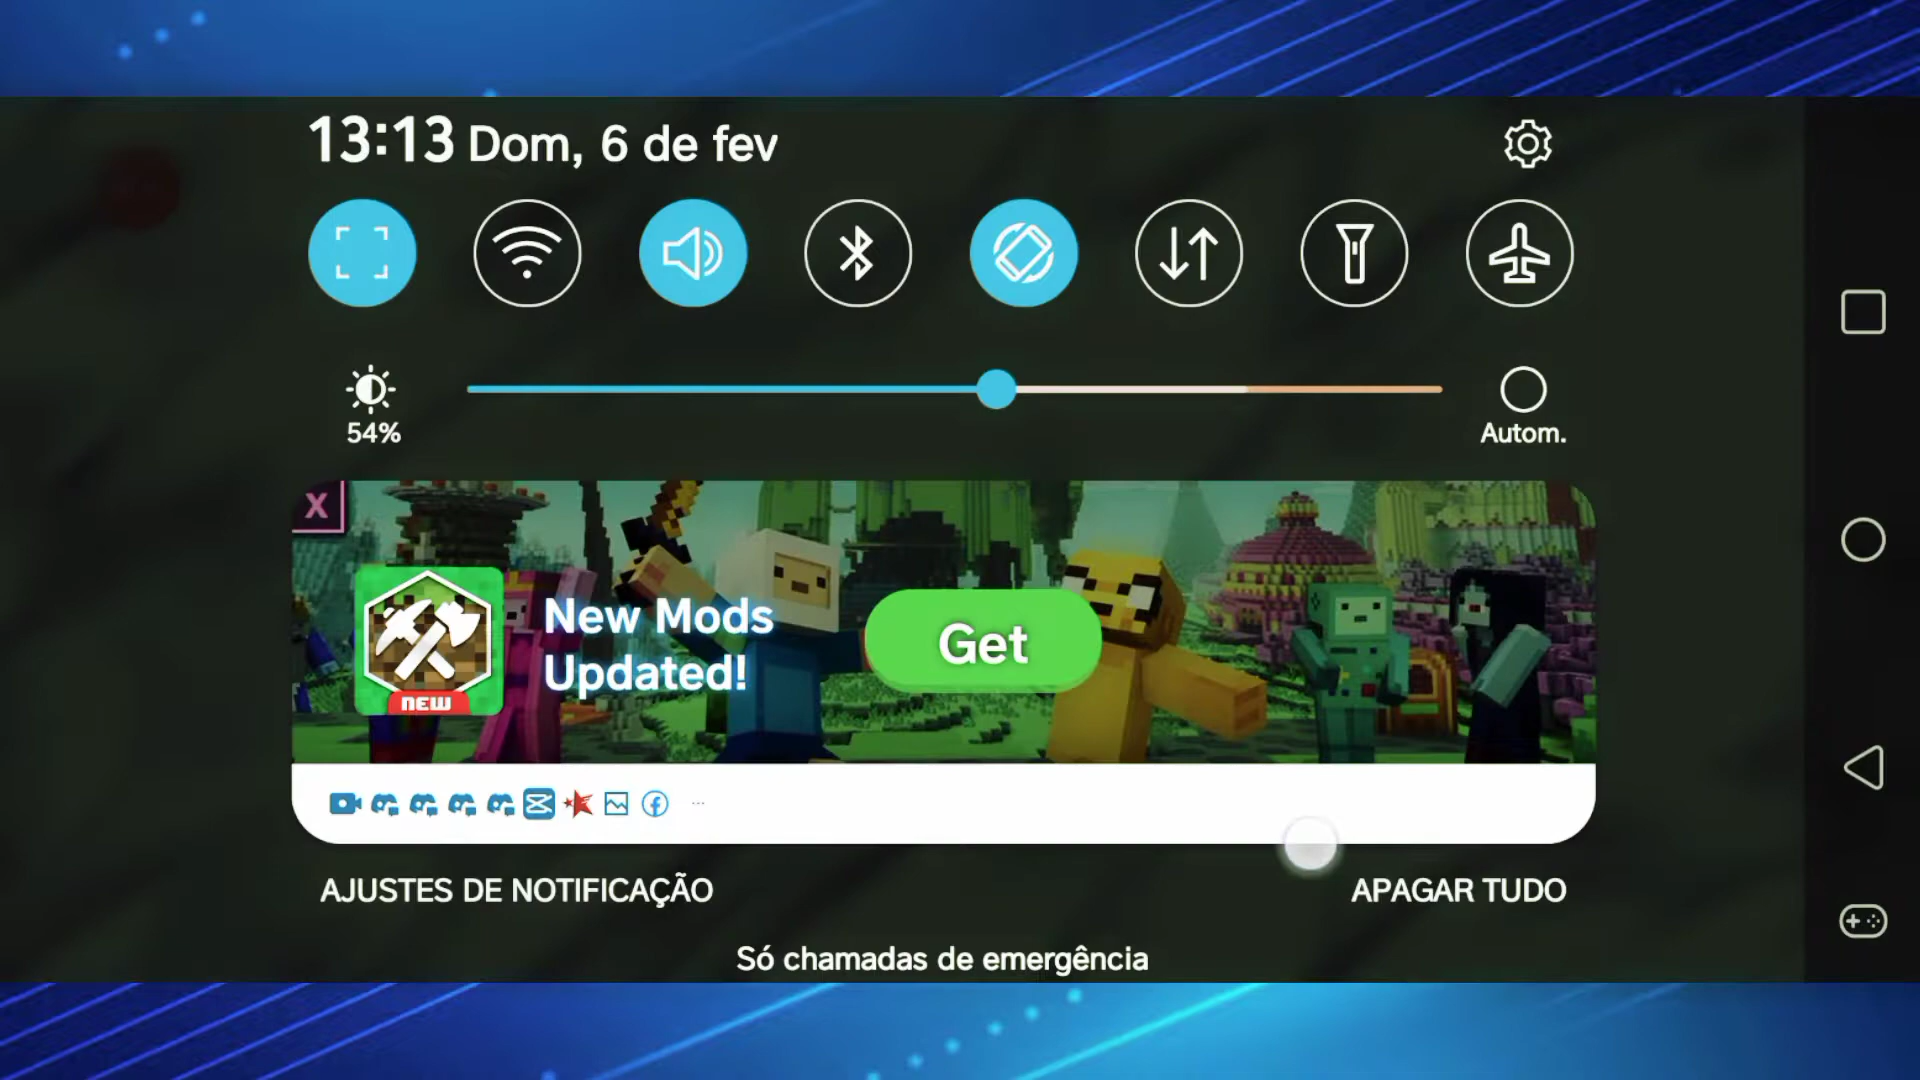 13:13 Dom, 6 de fev
54%
Autom.
X
New Mods
Updated!
Get
NEW
AJUSTES DE NOTIFICAÇÃO
APAGAR TUDO
Só chamadas de emergência